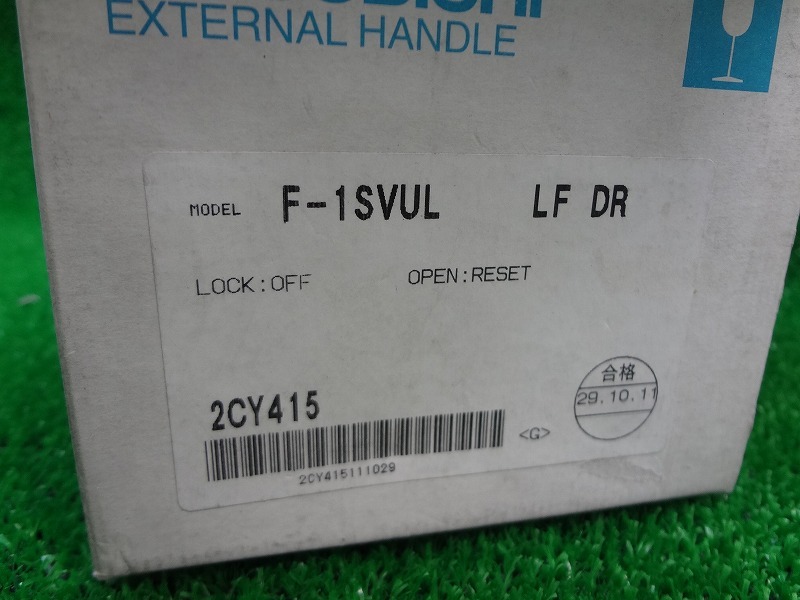 EXTERNAL HANDLE
MODEL F-1SVUL LF DR
LOCK:OFF OPEN:RESET
合格
29.10.11
2CY415
<G>
2CY415111029